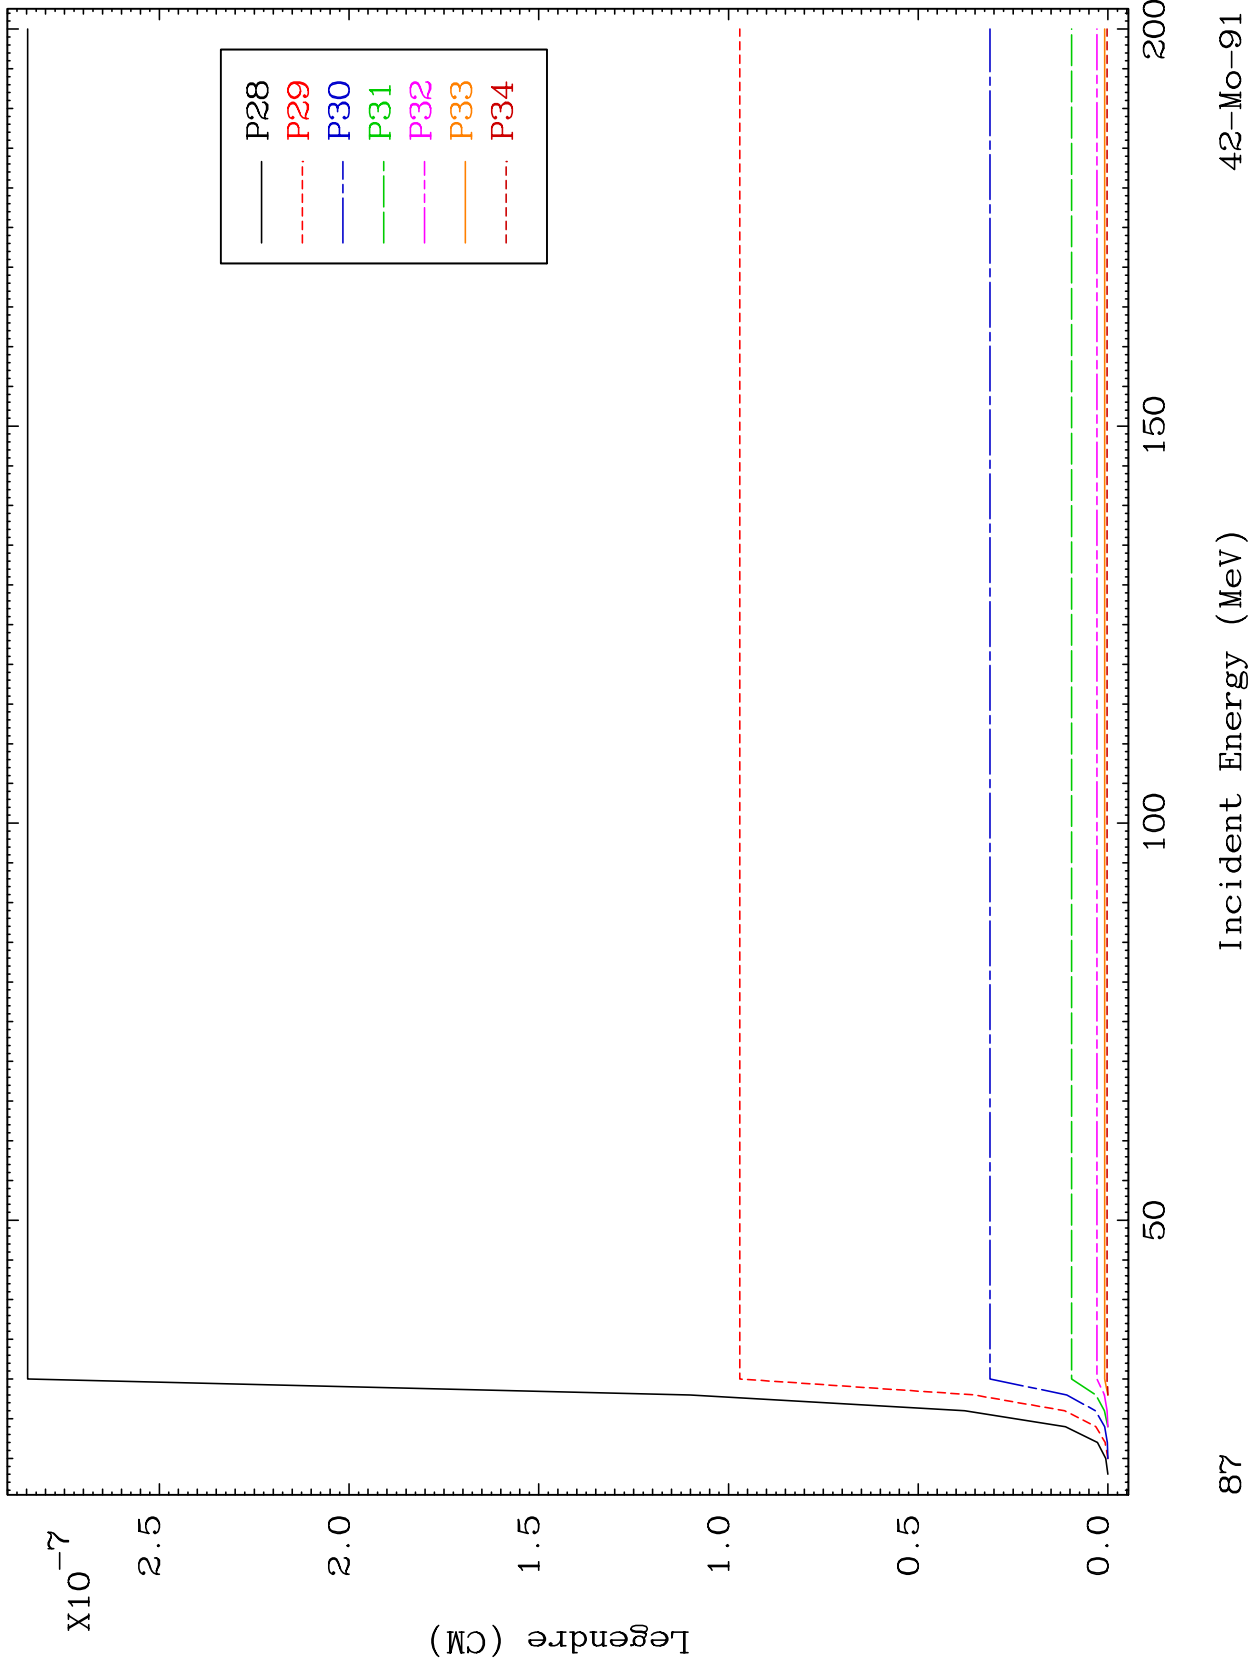 X10-7
2.5
2.0
1.5
1.0
0.5
0.0
Legendre (CM)
P28
P29
P30
P31
P32
P33
P34
50
100
150
200
Incident Energy (MeV)
87
42-Mo-91